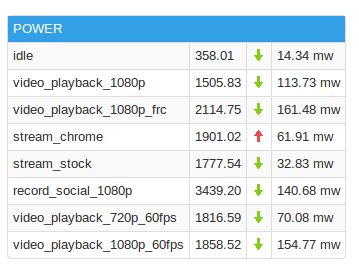 POWER
idle 358.01 14.34 mw
video_playback_1080p 1505.83 113.73 mw
video_playback_1080p_frc 2114.75 161.48 mw
stream_chrome 1901.02 61.91 mw
stream_stock 1777.54 32.83 mw
record_social_1080p 3439.20 140.68 mw
video_playback_720p_60fps 1816.59 70.08 mw
video_playback_1080p_60fps 1858.52 154.77 mw